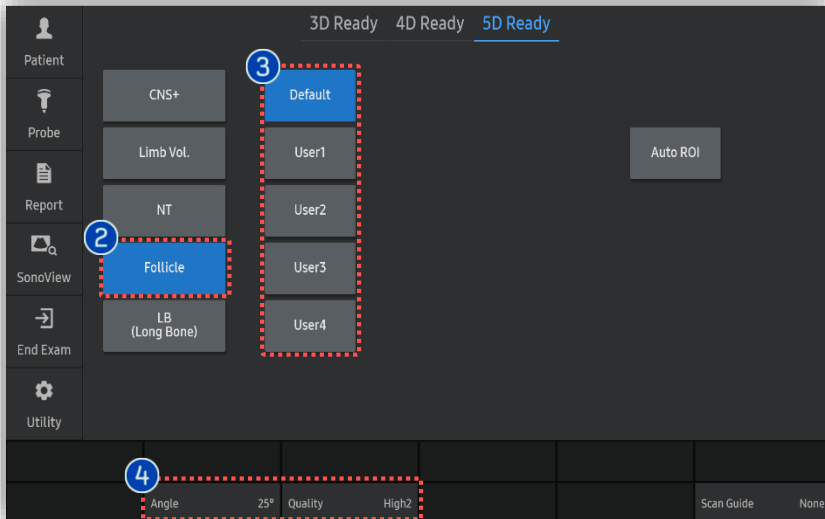 3D Ready 4D Ready 5D Ready
Patient
Probe
Report
SonoView
End Exam
Utility
CNS+
Limb Vol.
NT
2
Follicle
LB
(Long Bone)
3
Default
User1
User2
User3
User4
Auto ROI
4
Angle 25° Quality High2
Scan Guide None